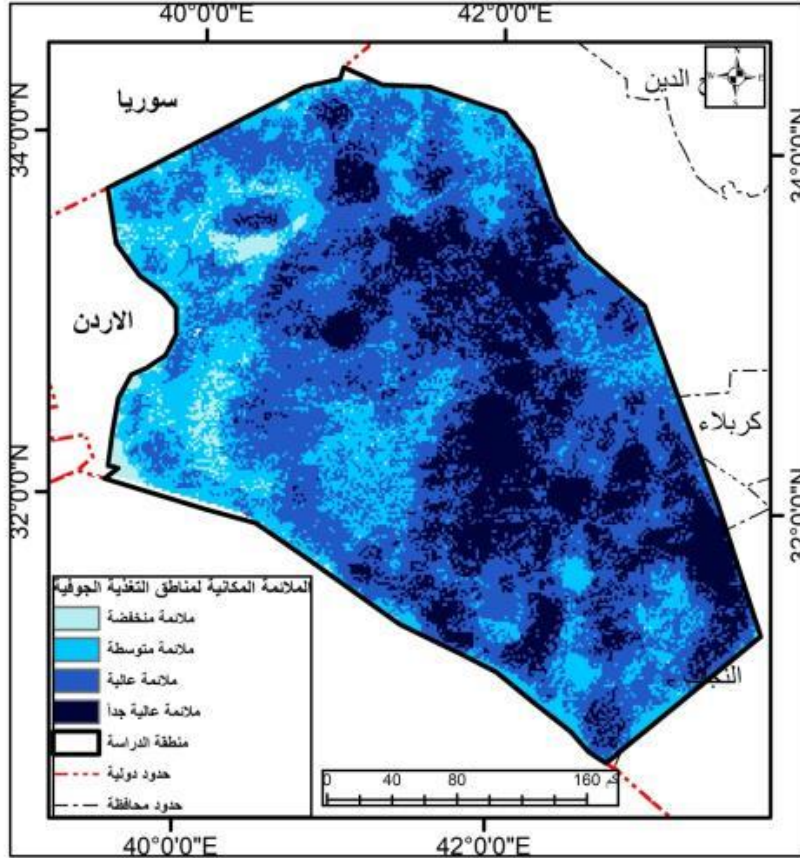 40°0'0"E
42°0'0"E
N
W
E
S
سوريا
ح الدين
34°0'0"N
34°0'0"N
الاردن
كربلاء
32°0'0"N
32°0'0"N
الملائمة المكانية لمناطق التغذية الجوفية
ملائمة منخفضة
ملائمة متوسطة
ملائمة عالية
ملائمة عالية جداً
منطقة الدراسة
حدود دولية
حدود محافظة
0
40
80
160 كم
40°0'0"E
42°0'0"E